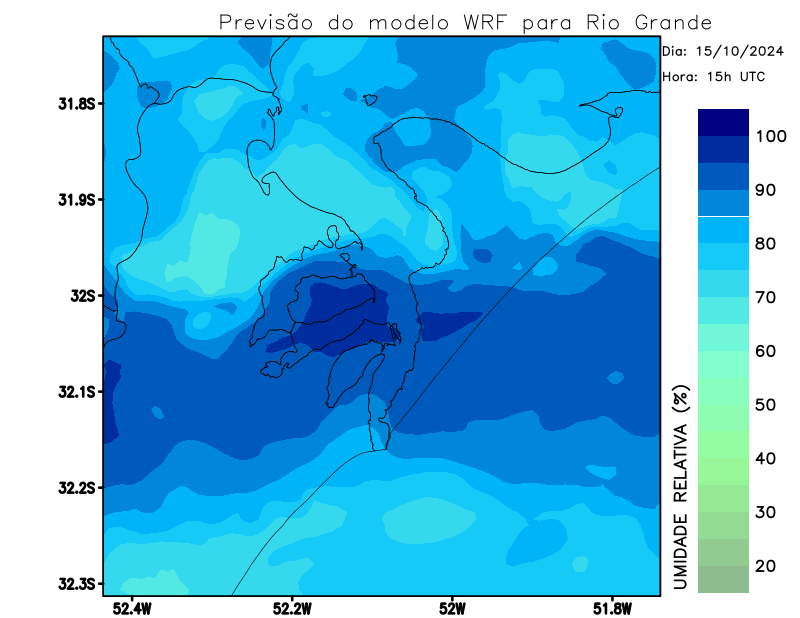 Previsão do modelo WRF para Rio Grande
Dia: 15/10/2024
Hora: 15h UTC
31.8S
31.9S
32S
32.1S
32.2S
32.3S
52.4W
52.2W
52W
51.8W
100
90
80
70
60
50
40
30
20
UMIDADE RELATIVA (%)